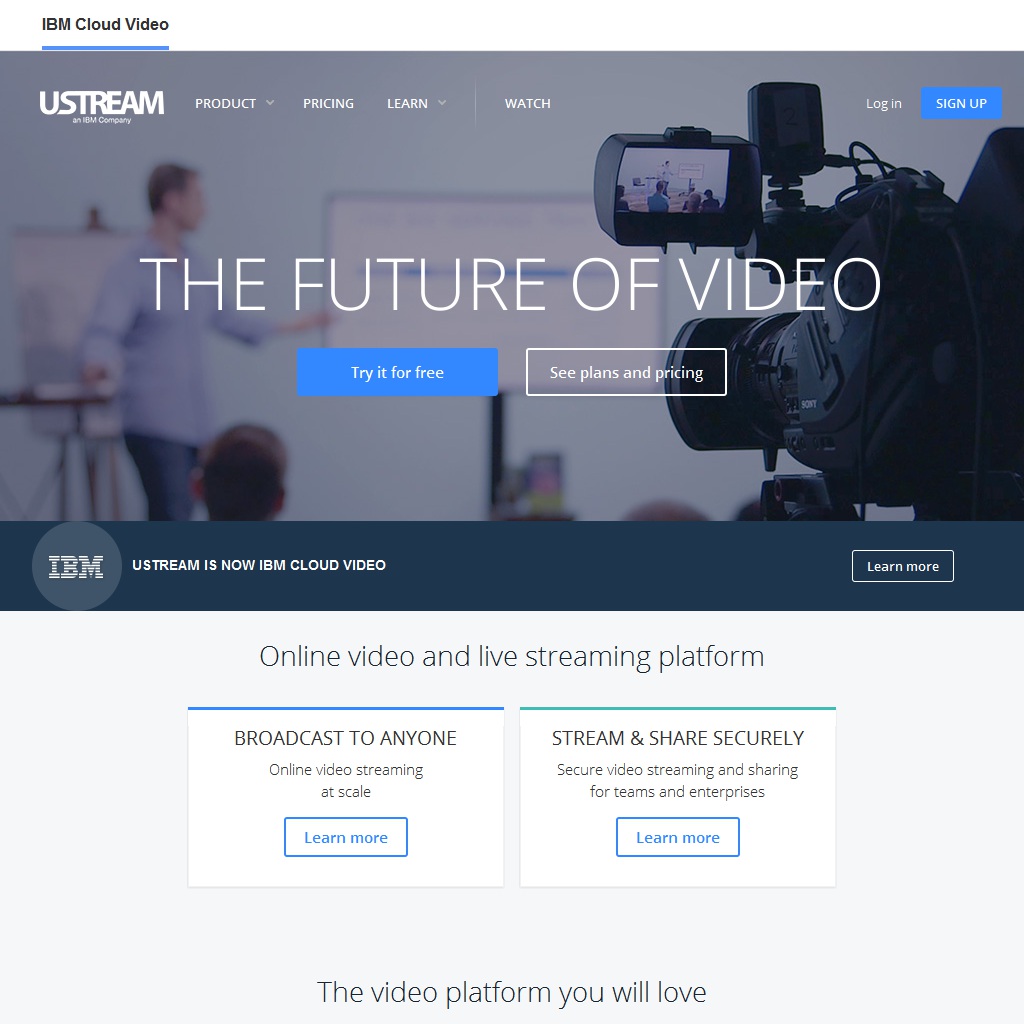 IBM Cloud Video
USTREAM
an IBM Company
PRODUCT
PRICING
LEARN
WATCH
Log in
SIGN UP
2
THE FUTURE OF VIDEO
Try it for free
See plans and pricing
SONY
IBM
USTREAM IS NOW IBM CLOUD VIDEO
Learn more
Online video and live streaming platform
BROADCAST TO ANYONE
Online video streaming
at scale
Learn more
STREAM & SHARE SECURELY
Secure video streaming and sharing
for teams and enterprises
Learn more
The video platform you will love